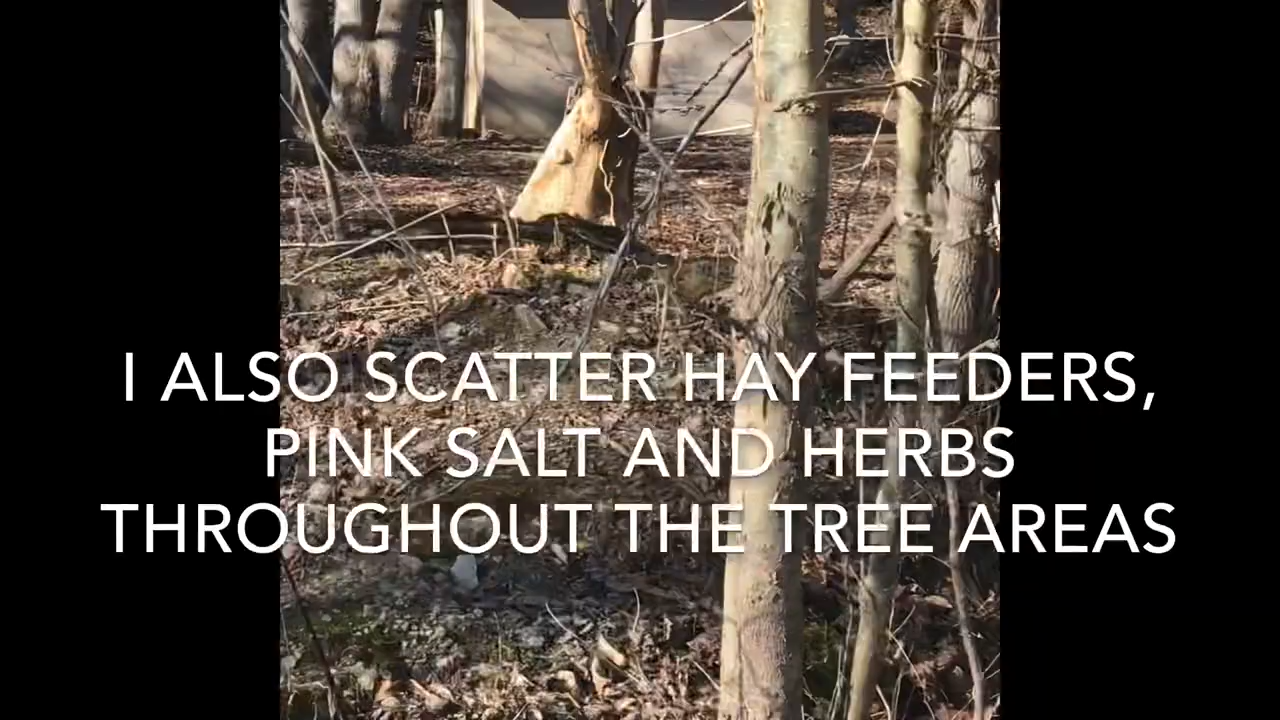 I ALSO SCATTER HAY FEEDERS,
PINK SALT AND HERBS
THROUGHOUT THE TREE AREAS